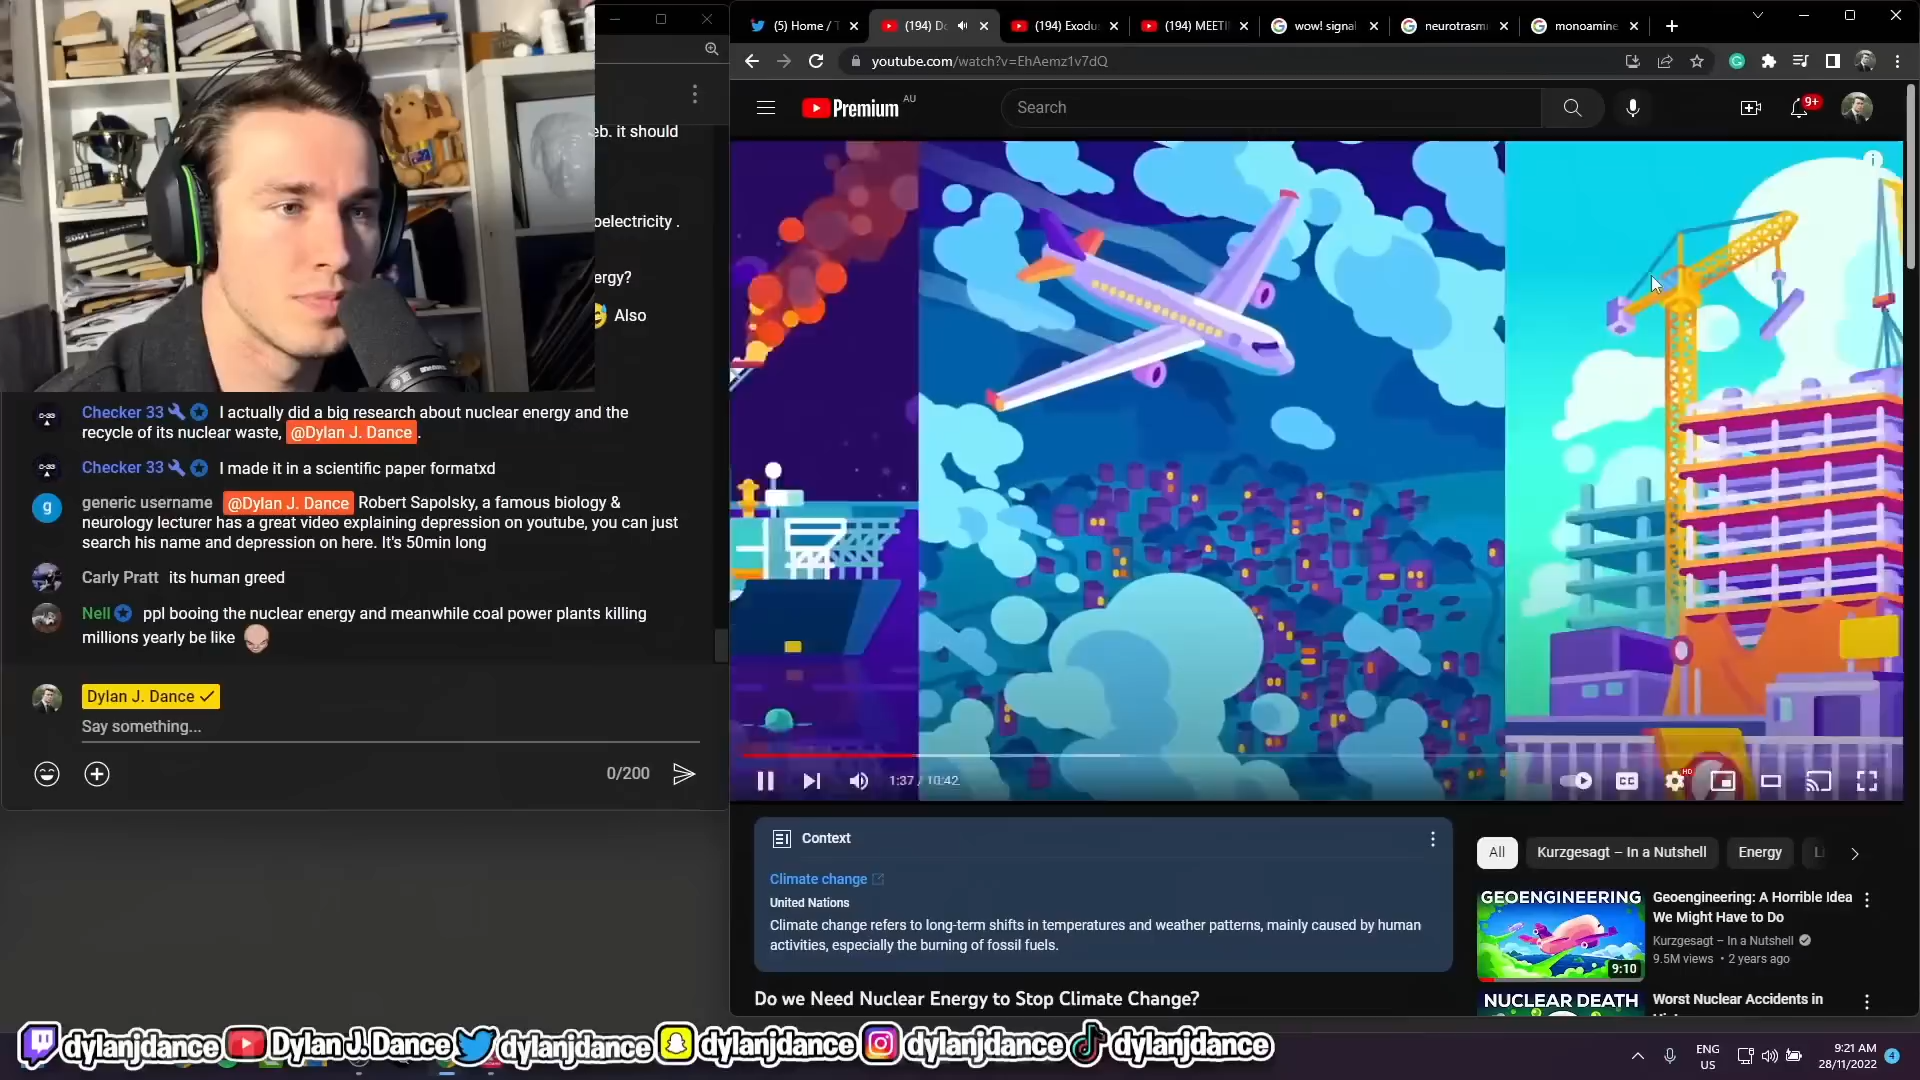 (5) Home / T
(194) Do
(194) Exodu
(194) MEETI
wow! signal
neurotrasm
monoamine
youtube.com/watch?v=EhAemz1v7dQ
Premium AU
Search
9+
2001
eb. it should
oelectricity .
ergy?
Also
Checker 33 I actually did a big research about nuclear energy and the
recycle of its nuclear waste, @Dylan J. Dance .
Checker 33 I made it in a scientific paper formatxd
g
generic username @Dylan J. Dance Robert Sapolsky, a famous biology &
neurology lecturer has a great video explaining depression on youtube, you can just
search his name and depression on here. It's 50min long
Carly Pratt its human greed
Nell ppl booing the nuclear energy and meanwhile coal power plants killing
millions yearly be like
Dylan J. Dance
Say something...
0/200
1:37 / 10:42
CC
HD
Context
Climate change
United Nations
Climate change refers to long-term shifts in temperatures and weather patterns, mainly caused by human
activities, especially the burning of fossil fuels.
Do we Need Nuclear Energy to Stop Climate Change?
All
Kurzgesagt – In a Nutshell
Energy
GEOENGINEERING
9:10
Geoengineering: A Horrible Idea
We Might Have to Do
Kurzgesagt – In a Nutshell
9.5M views • 2 years ago
NUCLEAR DEATH
Worst Nuclear Accidents in
dylanjdance
Dylan J. Dance
dylanjdance
dylanjdance
dylanjdance
dylanjdance
ENG
US
9:21 AM
28/11/2022
4